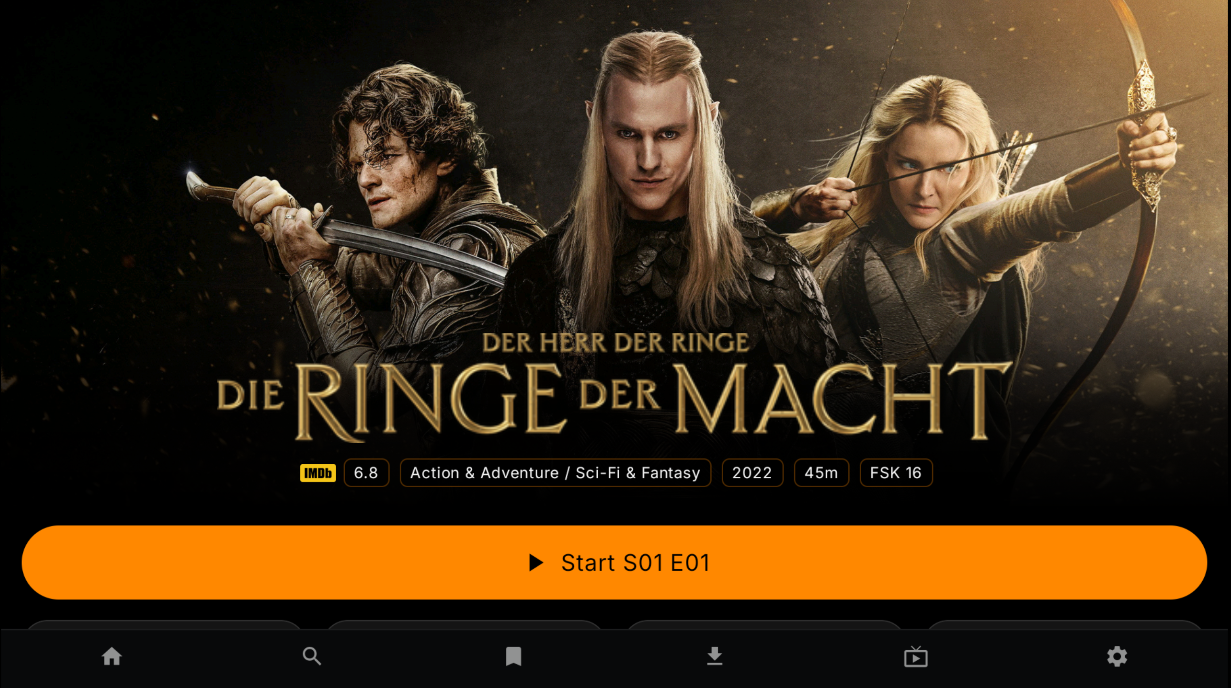 DER HERR DER RINGE
DIE RINGE DER MACHT
IMDb 6.8 Action & Adventure / Sci-Fi & Fantasy 2022 45m FSK 16
Start S01 E01